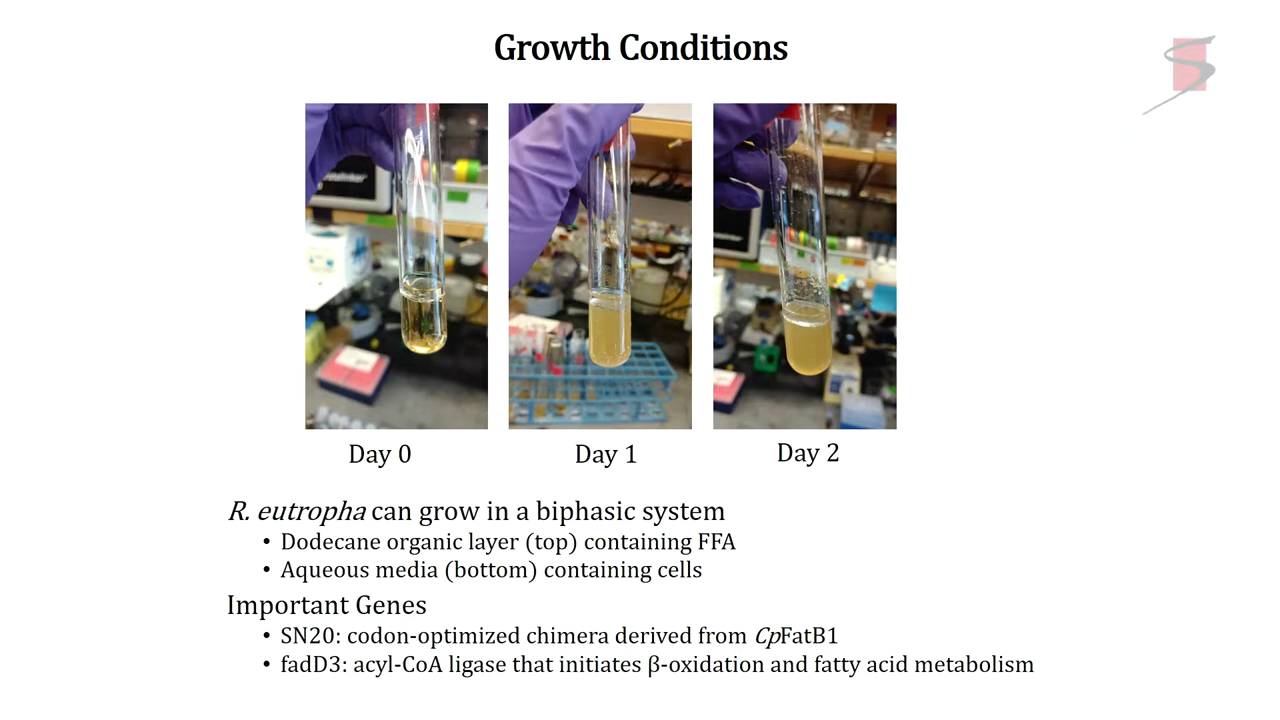 Growth Conditions
Day 0
Day 1
Day 2
R. eutropha can grow in a biphasic system
• Dodecane organic layer (top) containing FFA
• Aqueous media (bottom) containing cells
Important Genes
• SN20: codon-optimized chimera derived from CpFatB1
• fadD3: acyl-CoA ligase that initiates β-oxidation and fatty acid metabolism